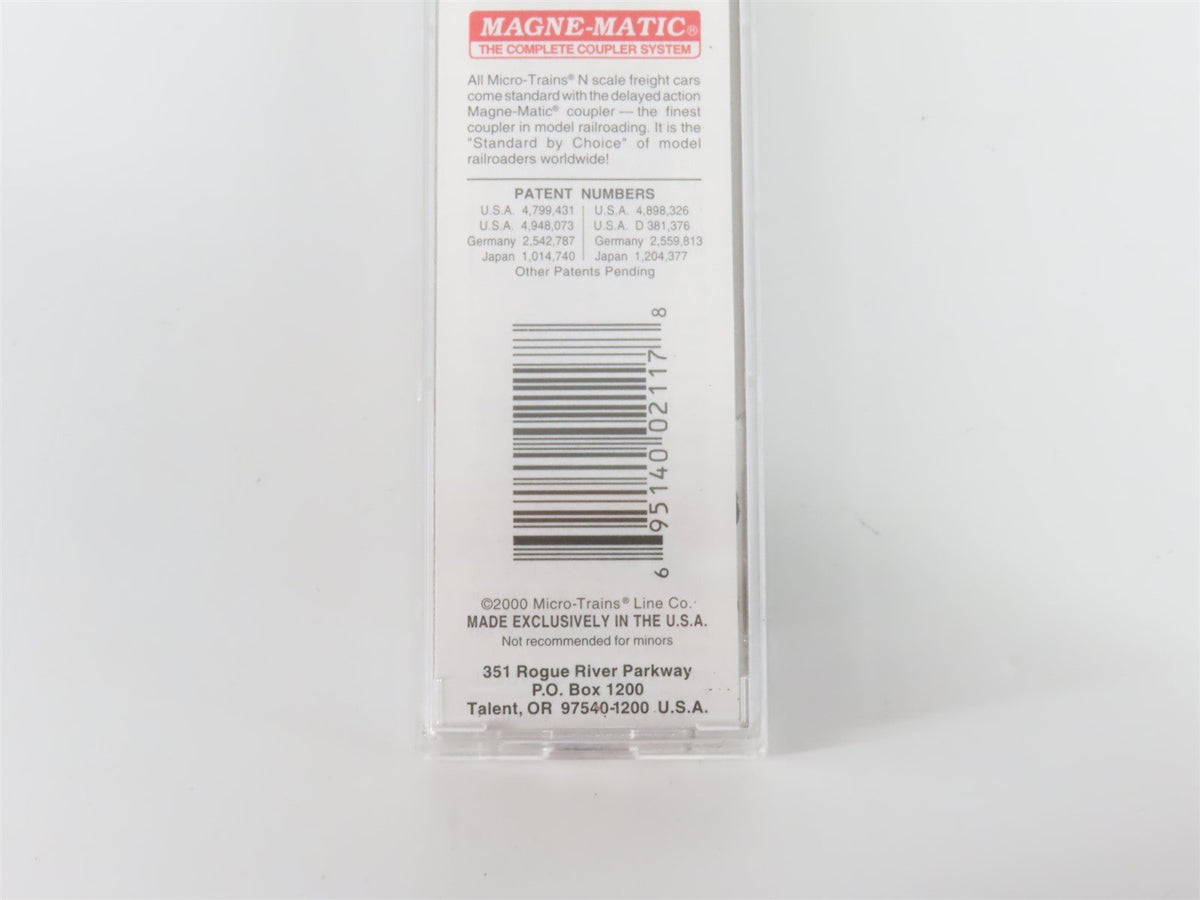 MAGNE-MATIC®
THE COMPLETE COUPLER SYSTEM
All Micro-Trains® N scale freight cars
come standard with the delayed action
Magne-Matic® coupler — the finest
coupler in model railroading. It is the
"Standard by Choice" of model
railroaders worldwide!
PATENT NUMBERS
U.S.A. 4,799,431 | U.S.A. 4,898,326
U.S.A. 4,948,073 | U.S.A. D 381,376
Germany 2,542,787 | Germany 2,559,813
Japan 1,014,740 | Japan 1,204,377
Other Patents Pending
6 95140 02117 8
©2000 Micro-Trains® Line Co.
MADE EXCLUSIVELY IN THE U.S.A.
Not recommended for minors
351 Rogue River Parkway
P.O. Box 1200
Talent, OR 97540-1200 U.S.A.